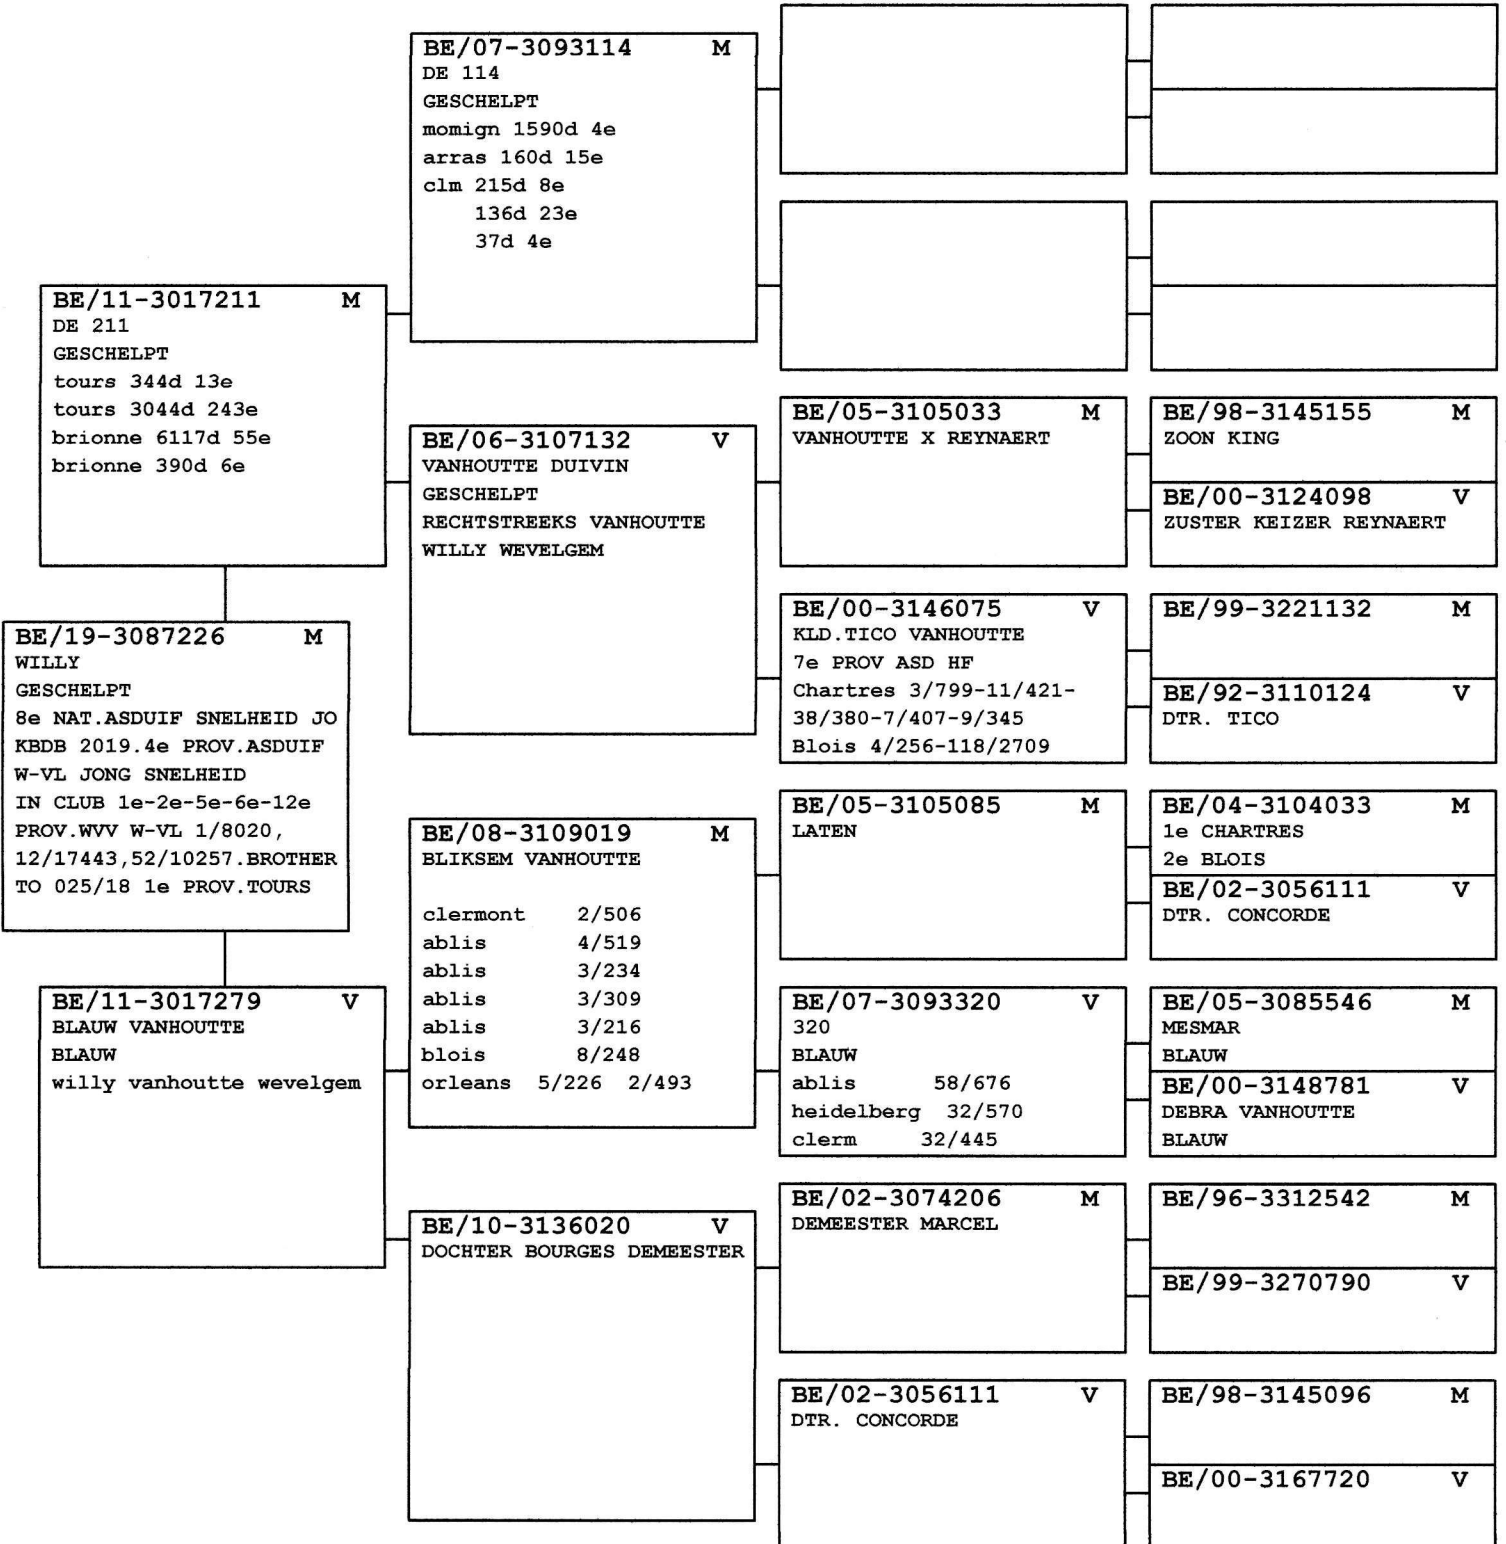 BE/19-3087226 M
WILLY
GESCHELPT
8e NAT.ASDUIF SNELHEID JO
KBDB 2019.4e PROV.ASDUIF
W-VL JONG SNELHEID
IN CLUB 1e-2e-5e-6e-12e
PROV.WVV W-VL 1/8020,
12/17443,52/10257.BROTHER
TO 025/18 1e PROV.TOURS
BE/11-3017211 M
DE 211
GESCHELPT
tours 344d 13e
tours 3044d 243e
brionne 6117d 55e
brionne 390d 6e
BE/11-3017279 V
BLAUW VANHOUTTE
BLAUW
willy vanhoutte wevelgem
BE/07-3093114 M
DE 114
GESCHELPT
momign 1590d 4e
arras 160d 15e
clm 215d 8e
136d 23e
37d 4e
BE/06-3107132 V
VANHOUTTE DUIVIN
GESCHELPT
RECHTSTREEKS VANHOUTTE
WILLY WEVELGEM
BE/08-3109019 M
BLIKSEM VANHOUTTE
clermont 2/506
ablis 4/519
ablis 3/234
ablis 3/309
ablis 3/216
blois 8/248
orleans 5/226 2/493
BE/10-3136020 V
DOCHTER BOURGES DEMEESTER
BE/05-3105033 M
VANHOUTTE X REYNAERT
BE/00-3146075 V
KLD.TICO VANHOUTTE
7e PROV ASD HF
Chartres 3/799-11/421-
38/380-7/407-9/345
Blois 4/256-118/2709
BE/05-3105085 M
LATEN
BE/07-3093320 V
320
BLAUW
ablis 58/676
heidelberg 32/570
clerm 32/445
BE/02-3074206 M
DEMEESTER MARCEL
BE/02-3056111 V
DTR. CONCORDE
BE/98-3145155 M
ZOON KING
BE/00-3124098 V
ZUSTER KEIZER REYNAERT
BE/99-3221132 M
BE/92-3110124 V
DTR. TICO
BE/04-3104033 M
1e CHARTRES
2e BLOIS
BE/02-3056111 V
DTR. CONCORDE
BE/05-3085546 M
MESMAR
BLAUW
BE/00-3148781 V
DEBRA VANHOUTTE
BLAUW
BE/96-3312542 M
BE/99-3270790 V
BE/98-3145096 M
BE/00-3167720 V